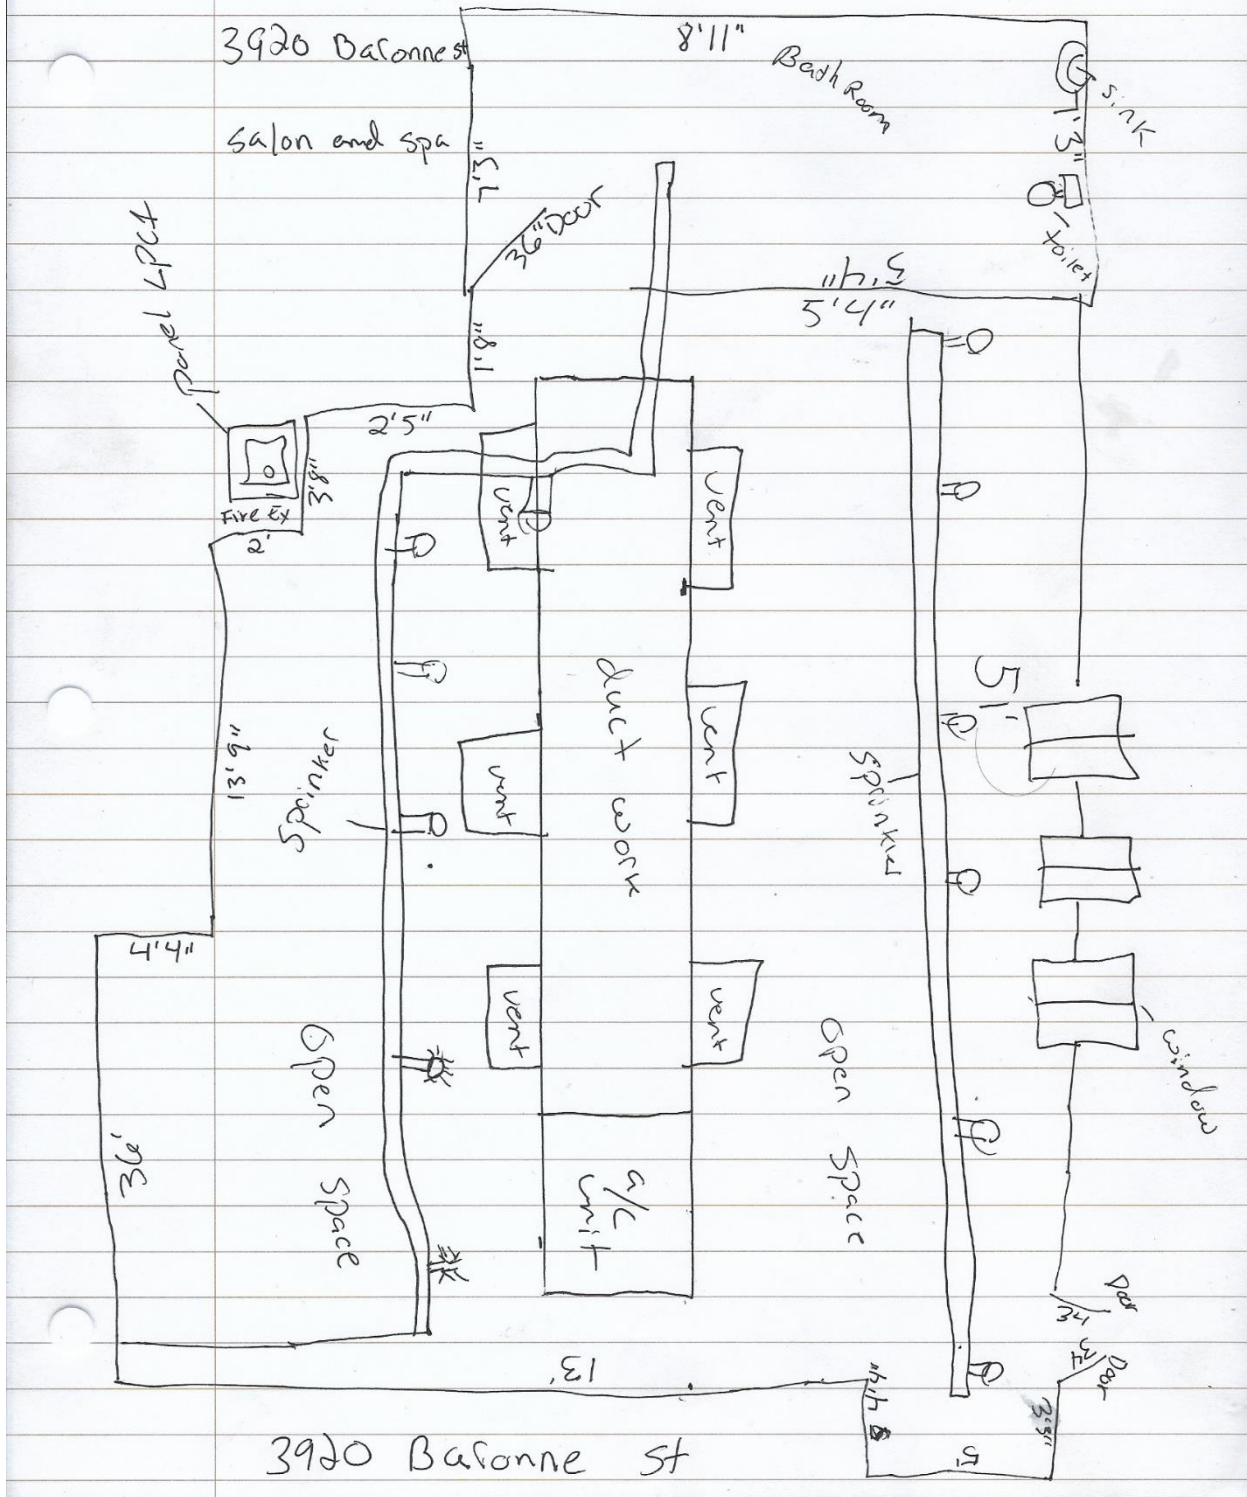 3920 Baronne st
8'11"
Bath Room
sink
salon and spa
7'3"
7'3"
36" Door
toilet
5'4"
5'4"
Panel LPCA
1'8"
2'5"
3'8"
Fire Ex
2'
vent
vent
duct work
51'
13'9"
Sprinker
vent
vent
Sprinkler
4'4"
vent
vent
Open Space
Open Space
window
36'
a/c unit
Door
34
Door
34
13'
4'4"
3'3"
5'
3920 Baronne st